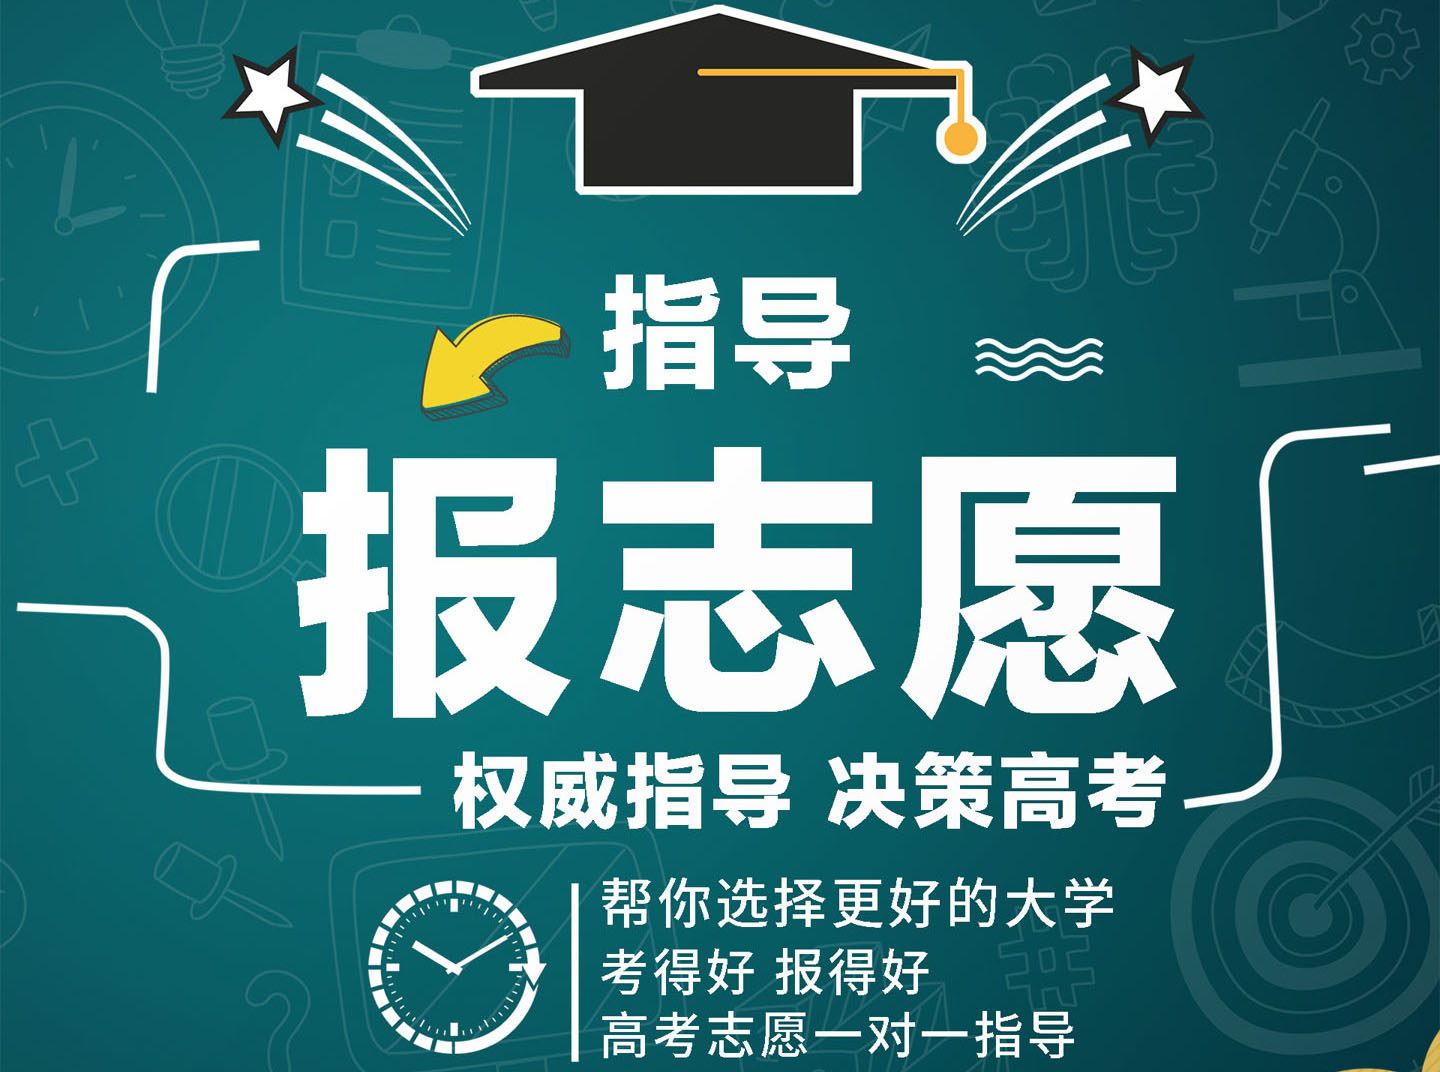 指导
报志愿
权威指导 决策高考
帮你选择更好的大学
考得好 报得好
高考志愿一对一指导